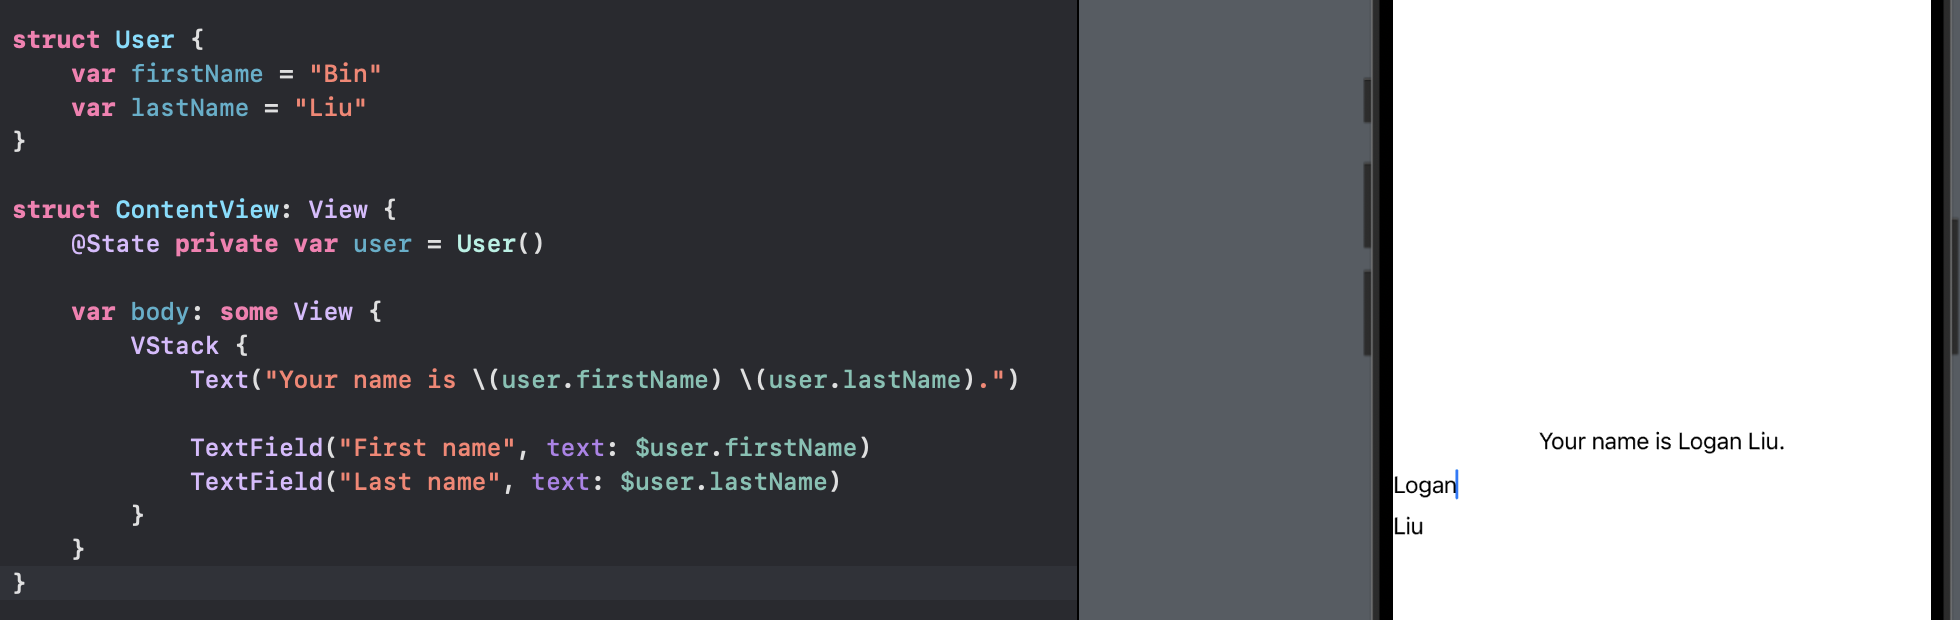 struct User {
    var firstName = "Bin"
    var lastName = "Liu"
}
struct ContentView: View {
    @State private var user = User()
    var body: some View {
        VStack {
            Text("Your name is \(user.firstName) \(user.lastName).")
            TextField("First name", text: $user.firstName)
            TextField("Last name", text: $user.lastName)
        }
    }
}
Your name is Logan Liu.
Logan
Liu